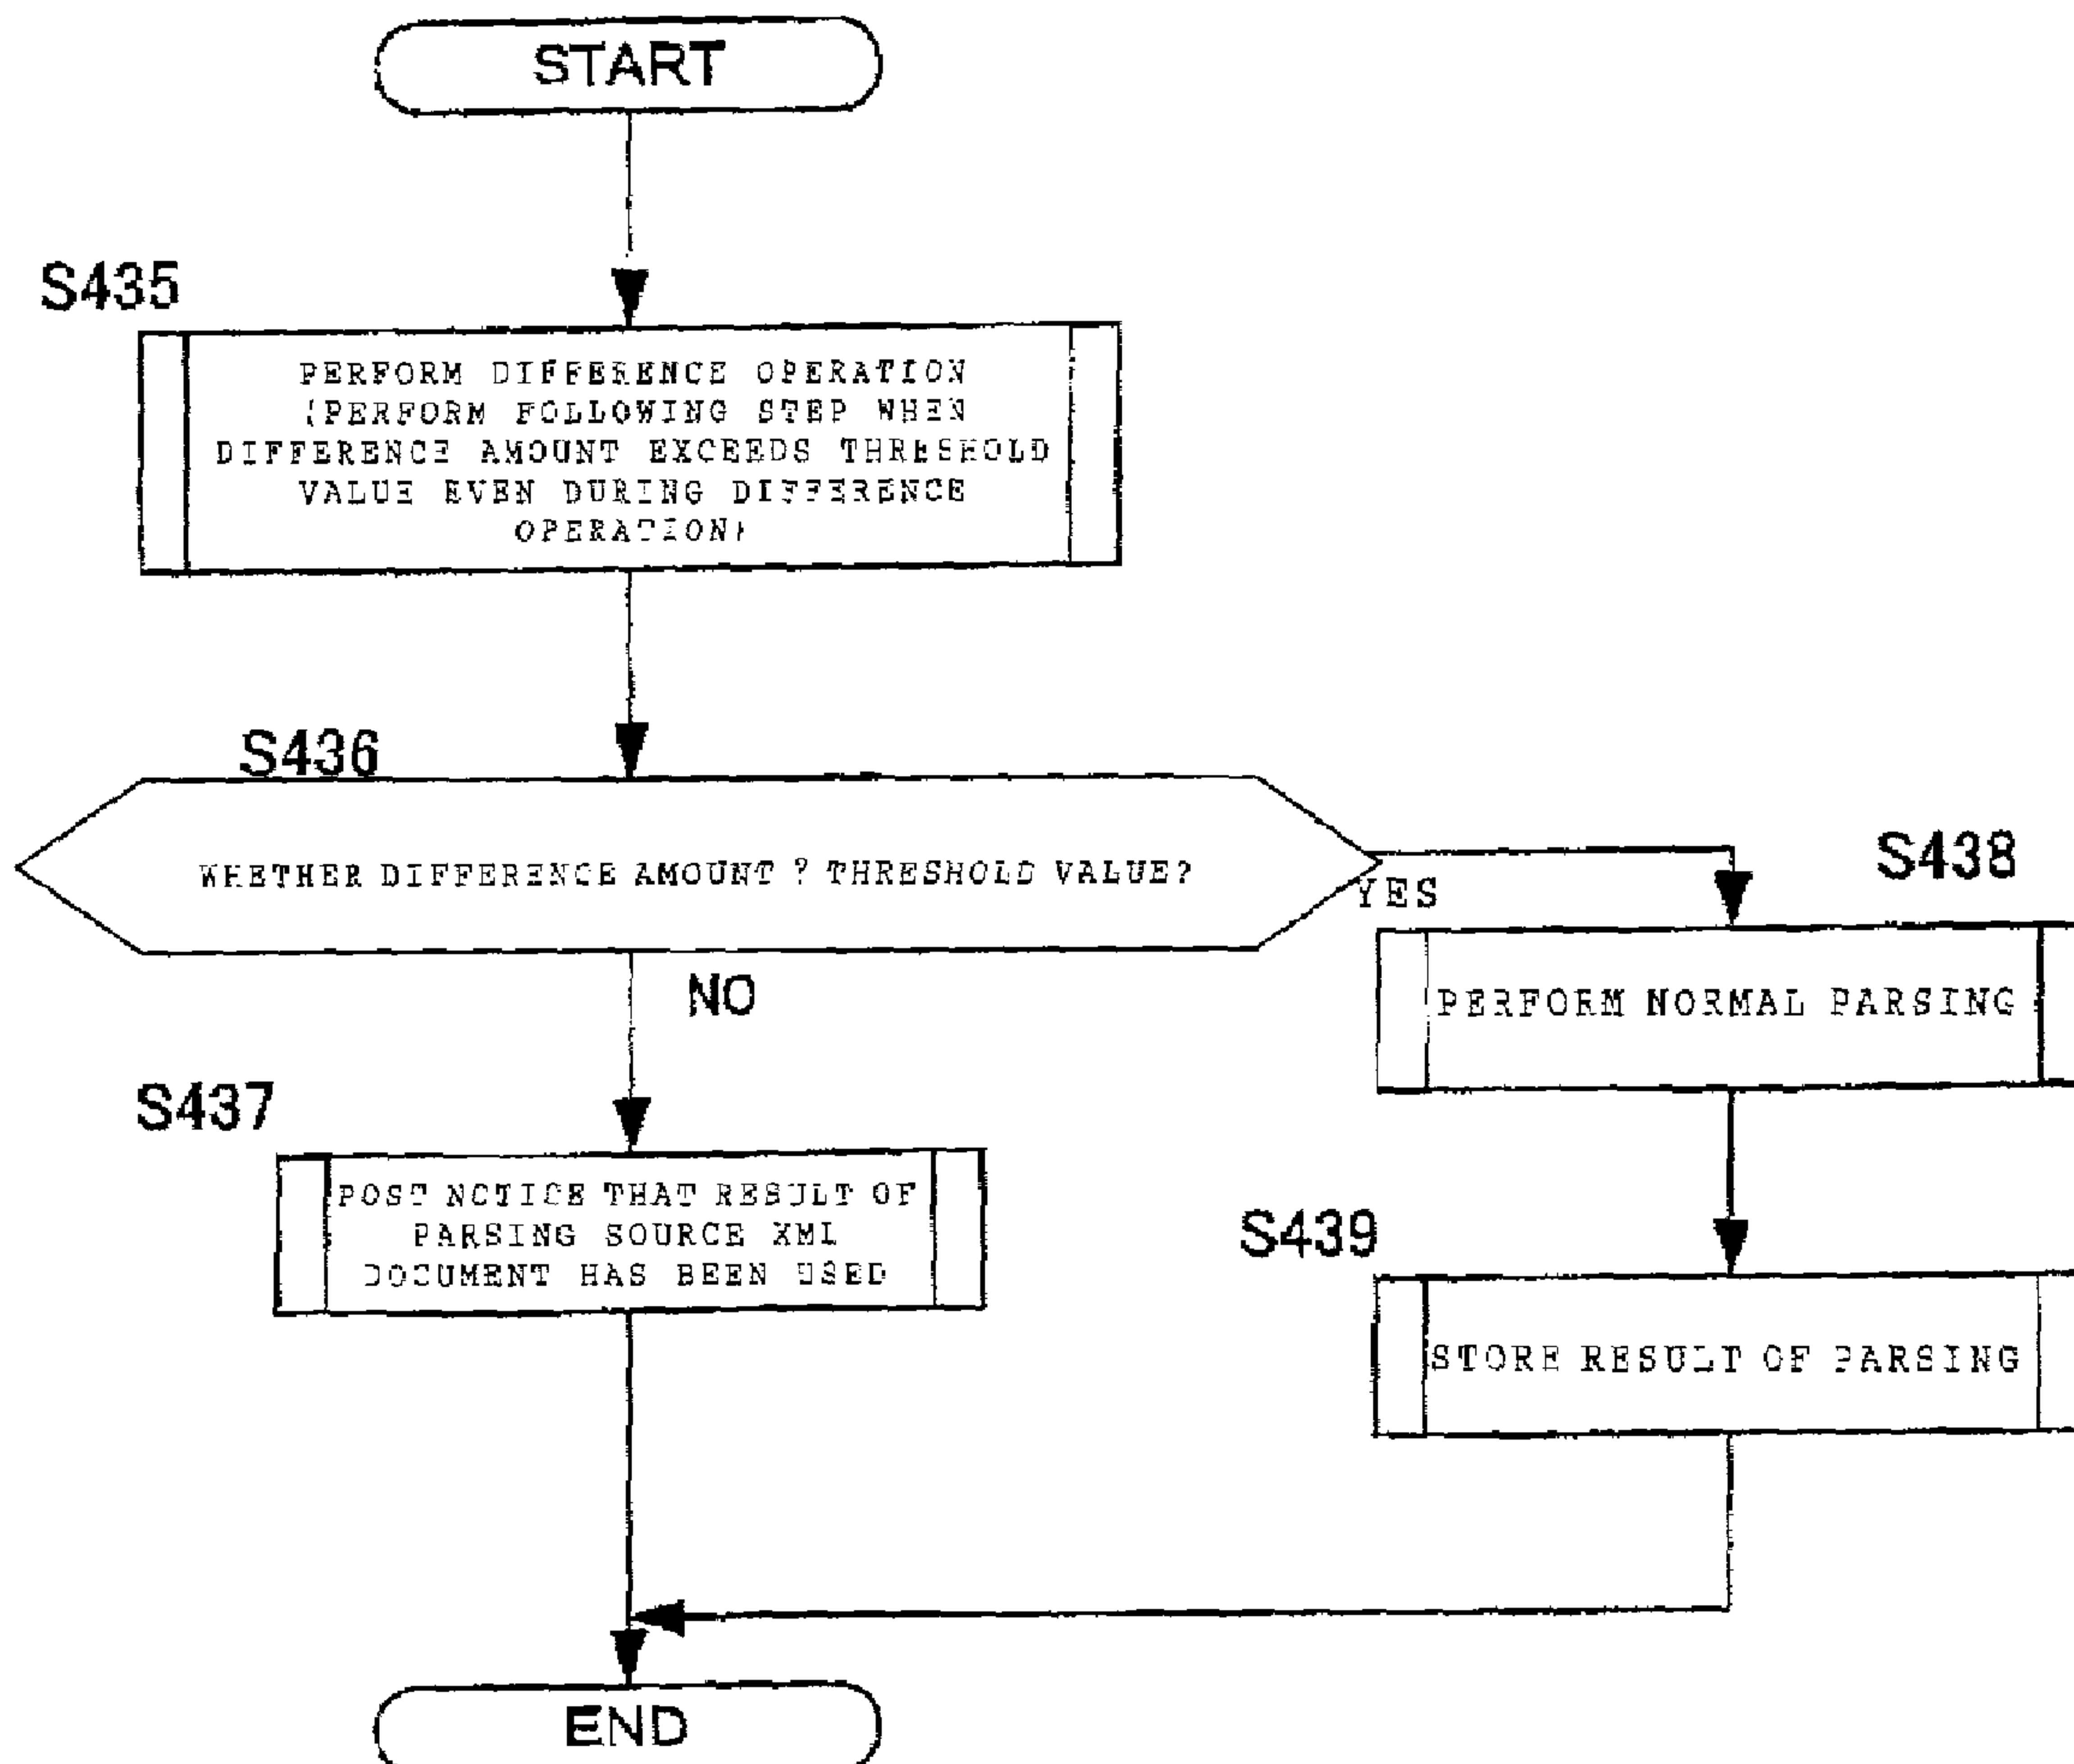 START
S435
PERFORM DIFFERENCE OPERATION
(PERFORM FOLLOWING STEP WHEN
DIFFERENCE AMOUNT EXCEEDS THRESHOLD
VALUE EVEN DURING DIFFERENCE
OPERATION)
S436
WHETHER DIFFERENCE AMOUNT ? THRESHOLD VALUE?
YES
NO
S438
PERFORM NORMAL PARSING
S437
POST NOTICE THAT RESULT OF
PARSING SOURCE XML
DOCUMENT HAS BEEN USED
S439
STORE RESULT OF PARSING
END